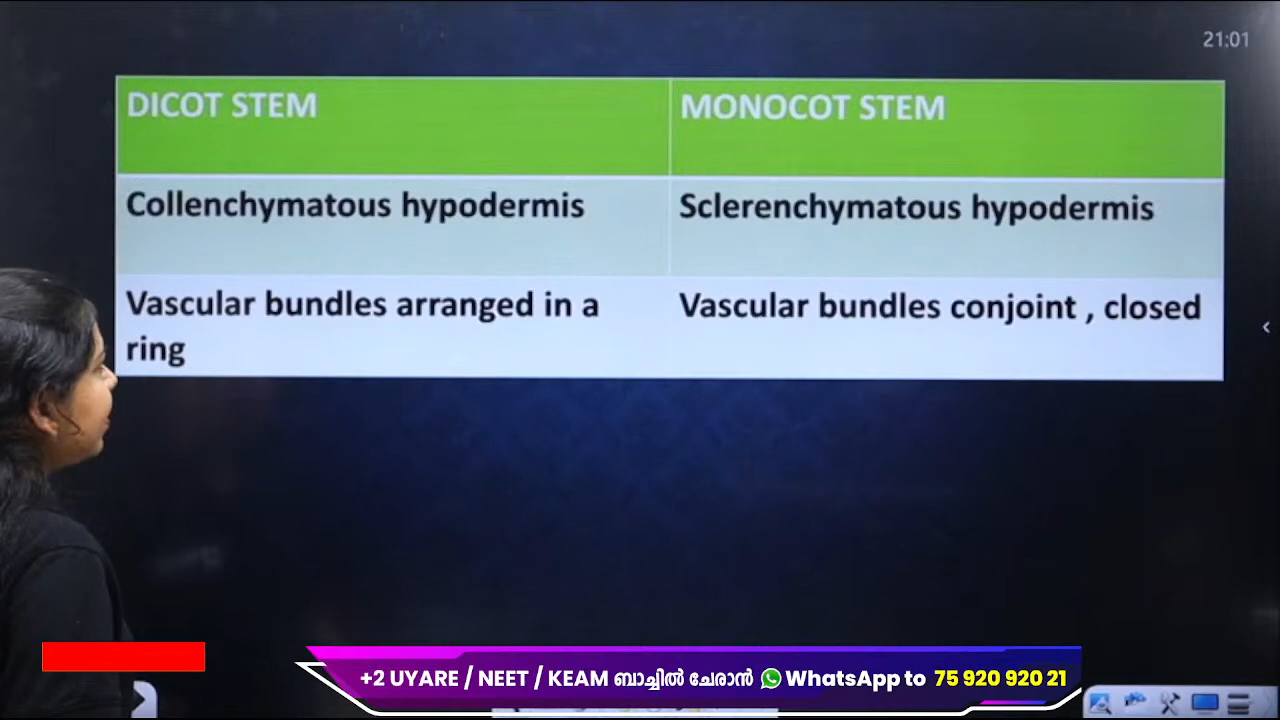 21:01
DICOT STEM
MONOCOT STEM
Collenchymatous hypodermis
Sclerenchymatous hypodermis
Vascular bundles arranged in a
ring
Vascular bundles conjoint , closed
+2 UYARE / NEET / KEAM ബാച്ചിൽ ചേരാൻ WhatsApp to 75 920 920 21